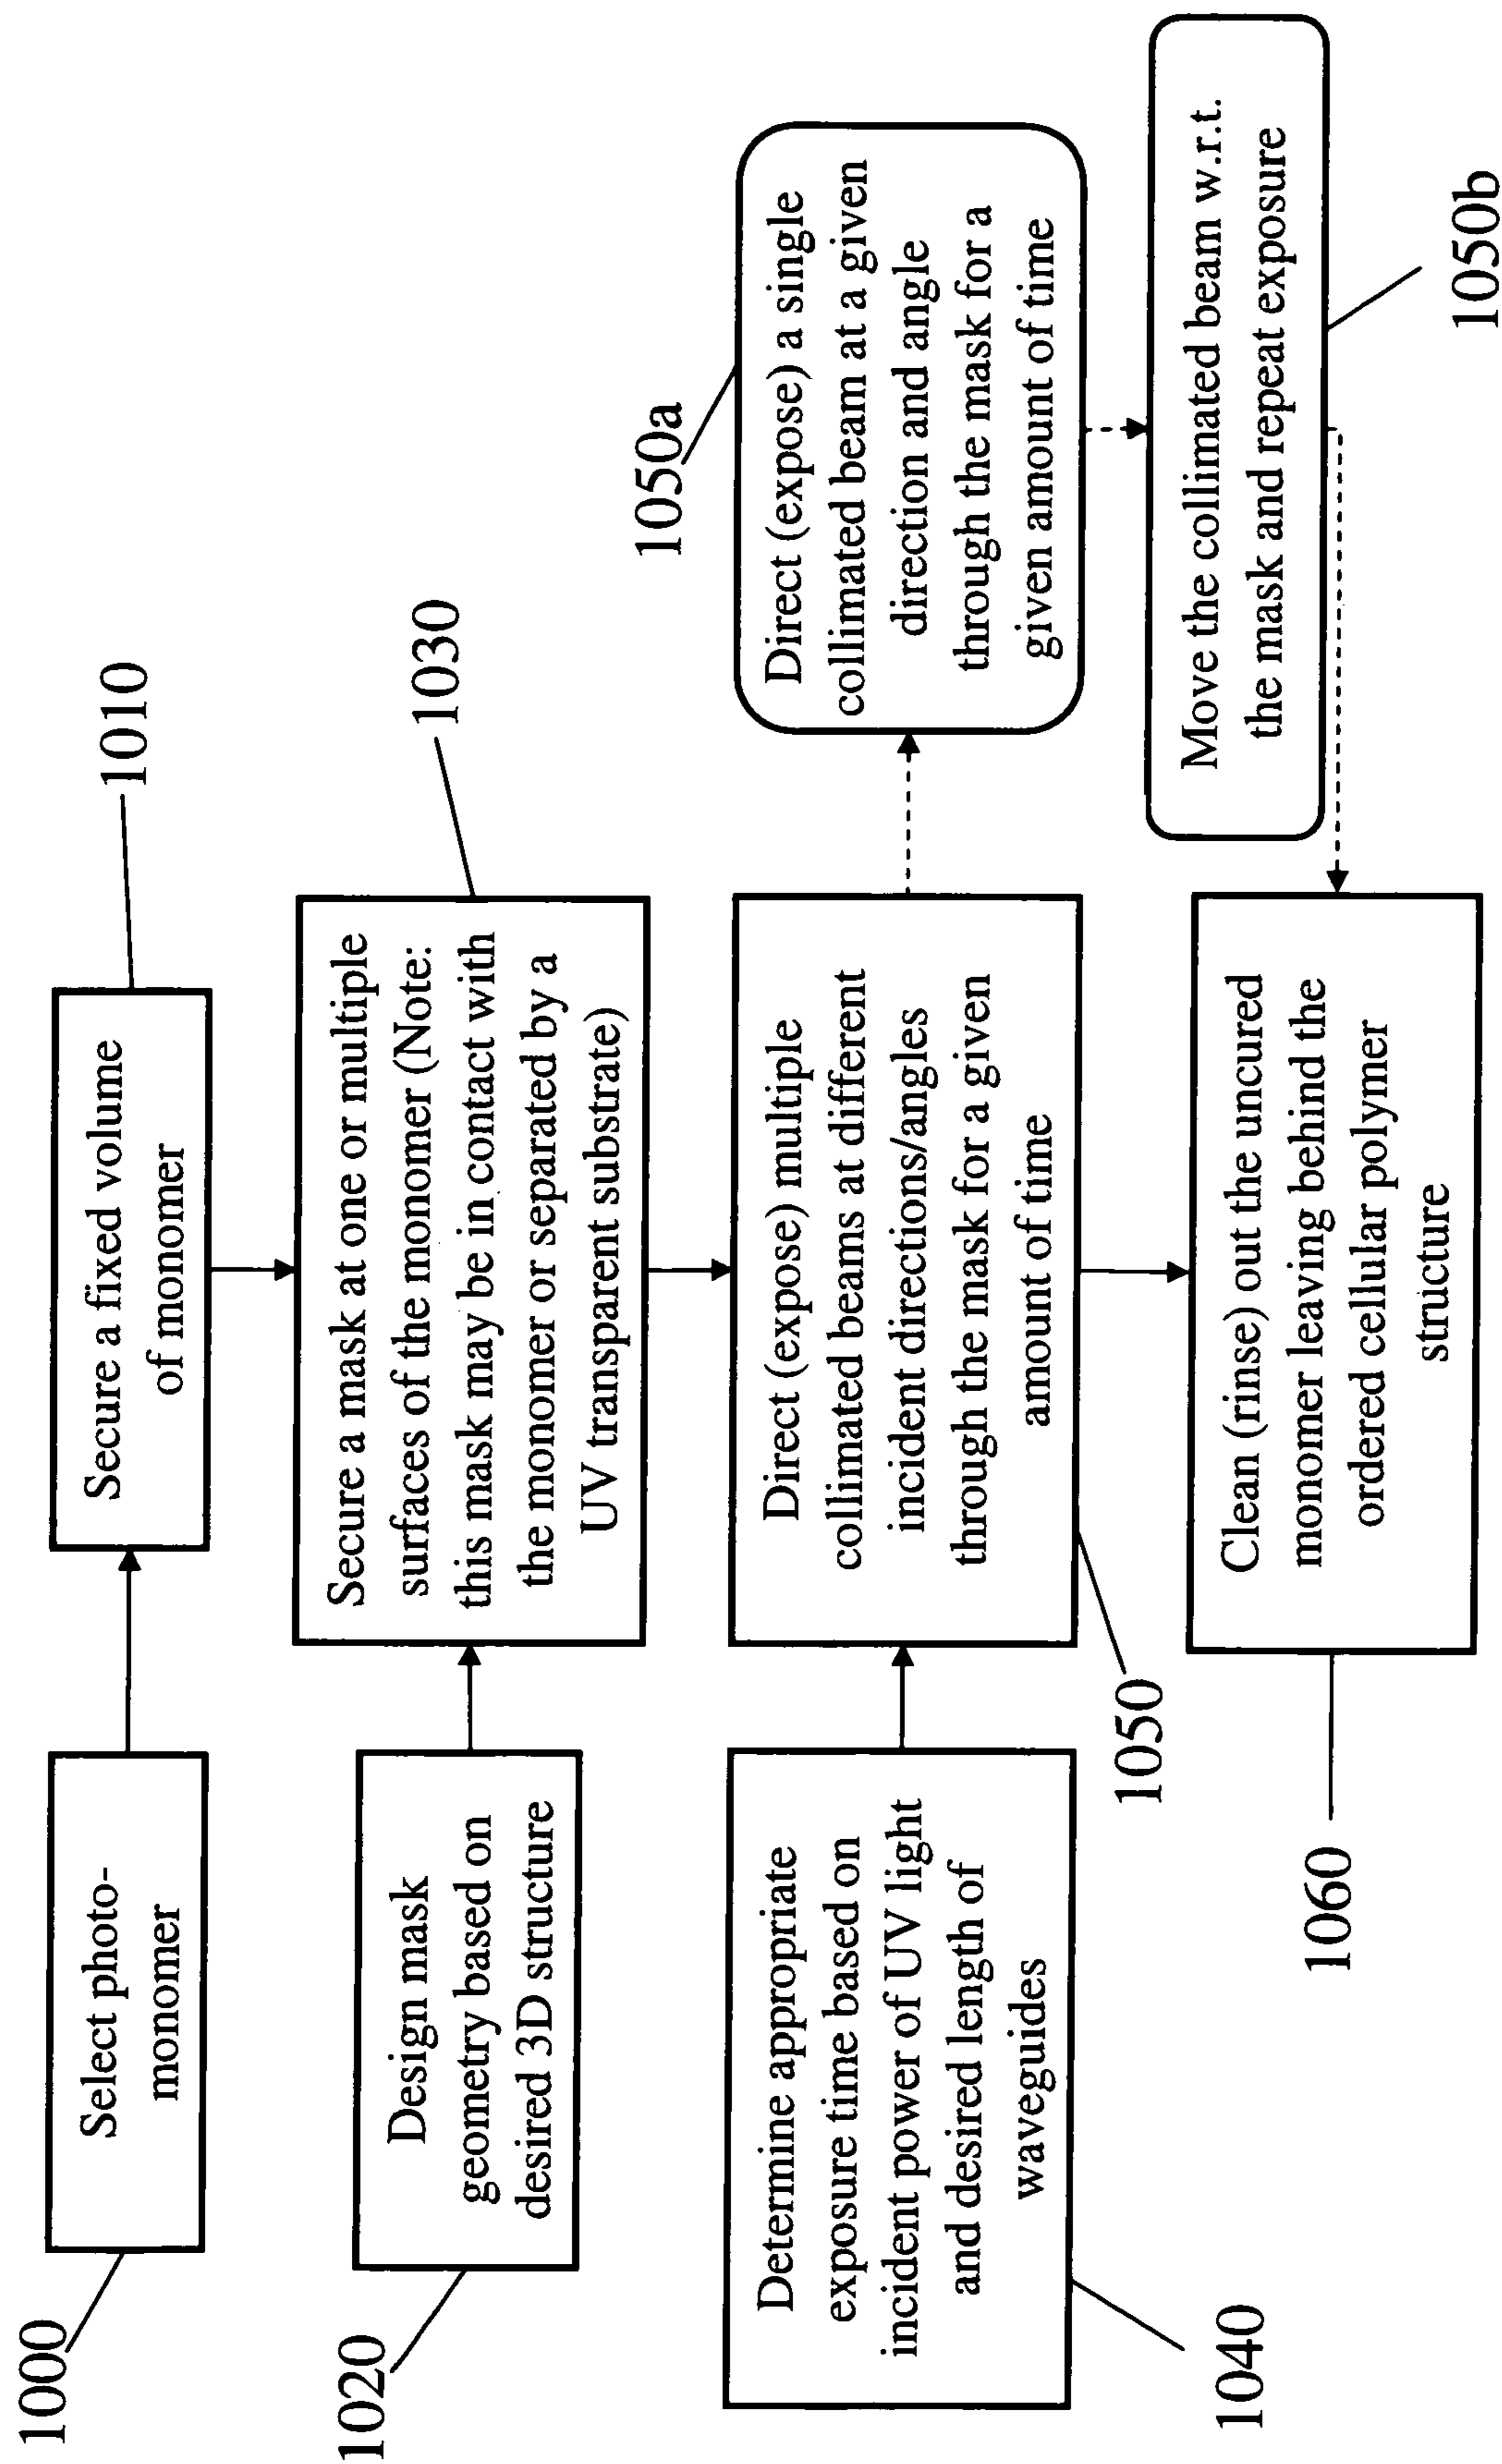 1000
Select photo-
monomer
Secure a fixed volume
of monomer
1010
1020
Design mask
geometry based on
desired 3D structure
Secure a mask at one or multiple
surfaces of the monomer (Note:
this mask may be in contact with
the monomer or separated by a
UV transparent substrate)
1030
1040
Determine appropriate
exposure time based on
incident power of UV light
and desired length of
waveguides
1050
Direct (expose) multiple
collimated beams at different
incident directions/angles
through the mask for a given
amount of time
1050a
Direct (expose) a single
collimated beam at a given
direction and angle
through the mask for a
given amount of time
Move the collimated beam w.r.t.
the mask and repeat exposure
1050b
1060
Clean (rinse) out the uncured
monomer leaving behind the
ordered cellular polymer
structure